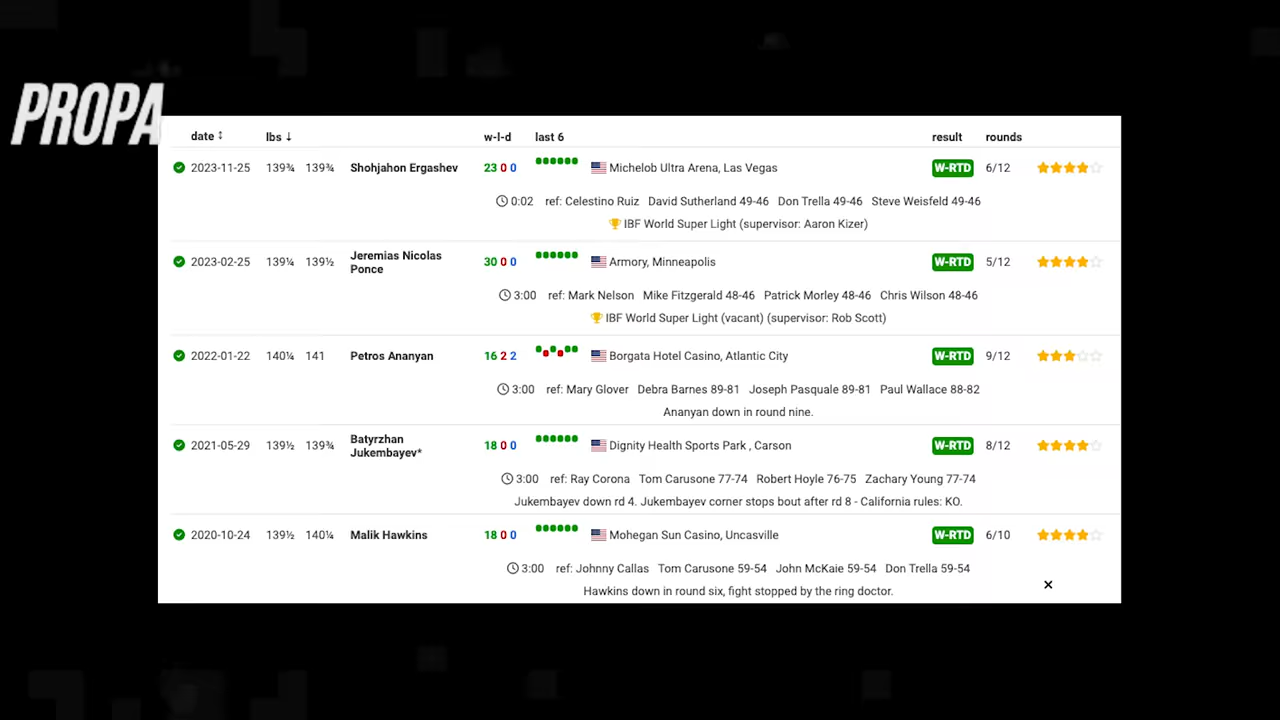 PROPA
date lbs w-l-d last 6 result rounds
2023-11-25 139¾ 139¾ Shohjahon Ergashev 23 0 0 Michelob Ultra Arena, Las Vegas W-RTD 6/12
0:02 ref: Celestino Ruiz David Sutherland 49-46 Don Trella 49-46 Steve Weisfeld 49-46
IBF World Super Light (supervisor: Aaron Kizer)
2023-02-25 139¼ 139½ Jeremias Nicolas Ponce 30 0 0 Armory, Minneapolis W-RTD 5/12
3:00 ref: Mark Nelson Mike Fitzgerald 48-46 Patrick Morley 48-46 Chris Wilson 48-46
IBF World Super Light (vacant) (supervisor: Rob Scott)
2022-01-22 140¼ 141 Petros Ananyan 16 2 2 Borgata Hotel Casino, Atlantic City W-RTD 9/12
3:00 ref: Mary Glover Debra Barnes 89-81 Joseph Pasquale 89-81 Paul Wallace 88-82
Ananyan down in round nine.
2021-05-29 139½ 139¾ Batyrzhan Jukembayev* 18 0 0 Dignity Health Sports Park , Carson W-RTD 8/12
3:00 ref: Ray Corona Tom Carusone 77-74 Robert Hoyle 76-75 Zachary Young 77-74
Jukembayev down rd 4. Jukembayev corner stops bout after rd 8 - California rules: KO.
2020-10-24 139½ 140¼ Malik Hawkins 18 0 0 Mohegan Sun Casino, Uncasville W-RTD 6/10
3:00 ref: Johnny Callas Tom Carusone 59-54 John McKaie 59-54 Don Trella 59-54
Hawkins down in round six, fight stopped by the ring doctor.